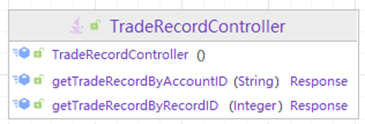 TradeRecordController
TradeRecordController ()
getTradeRecordByAccountID (String) Response
getTradeRecordByRecordID (Integer) Response